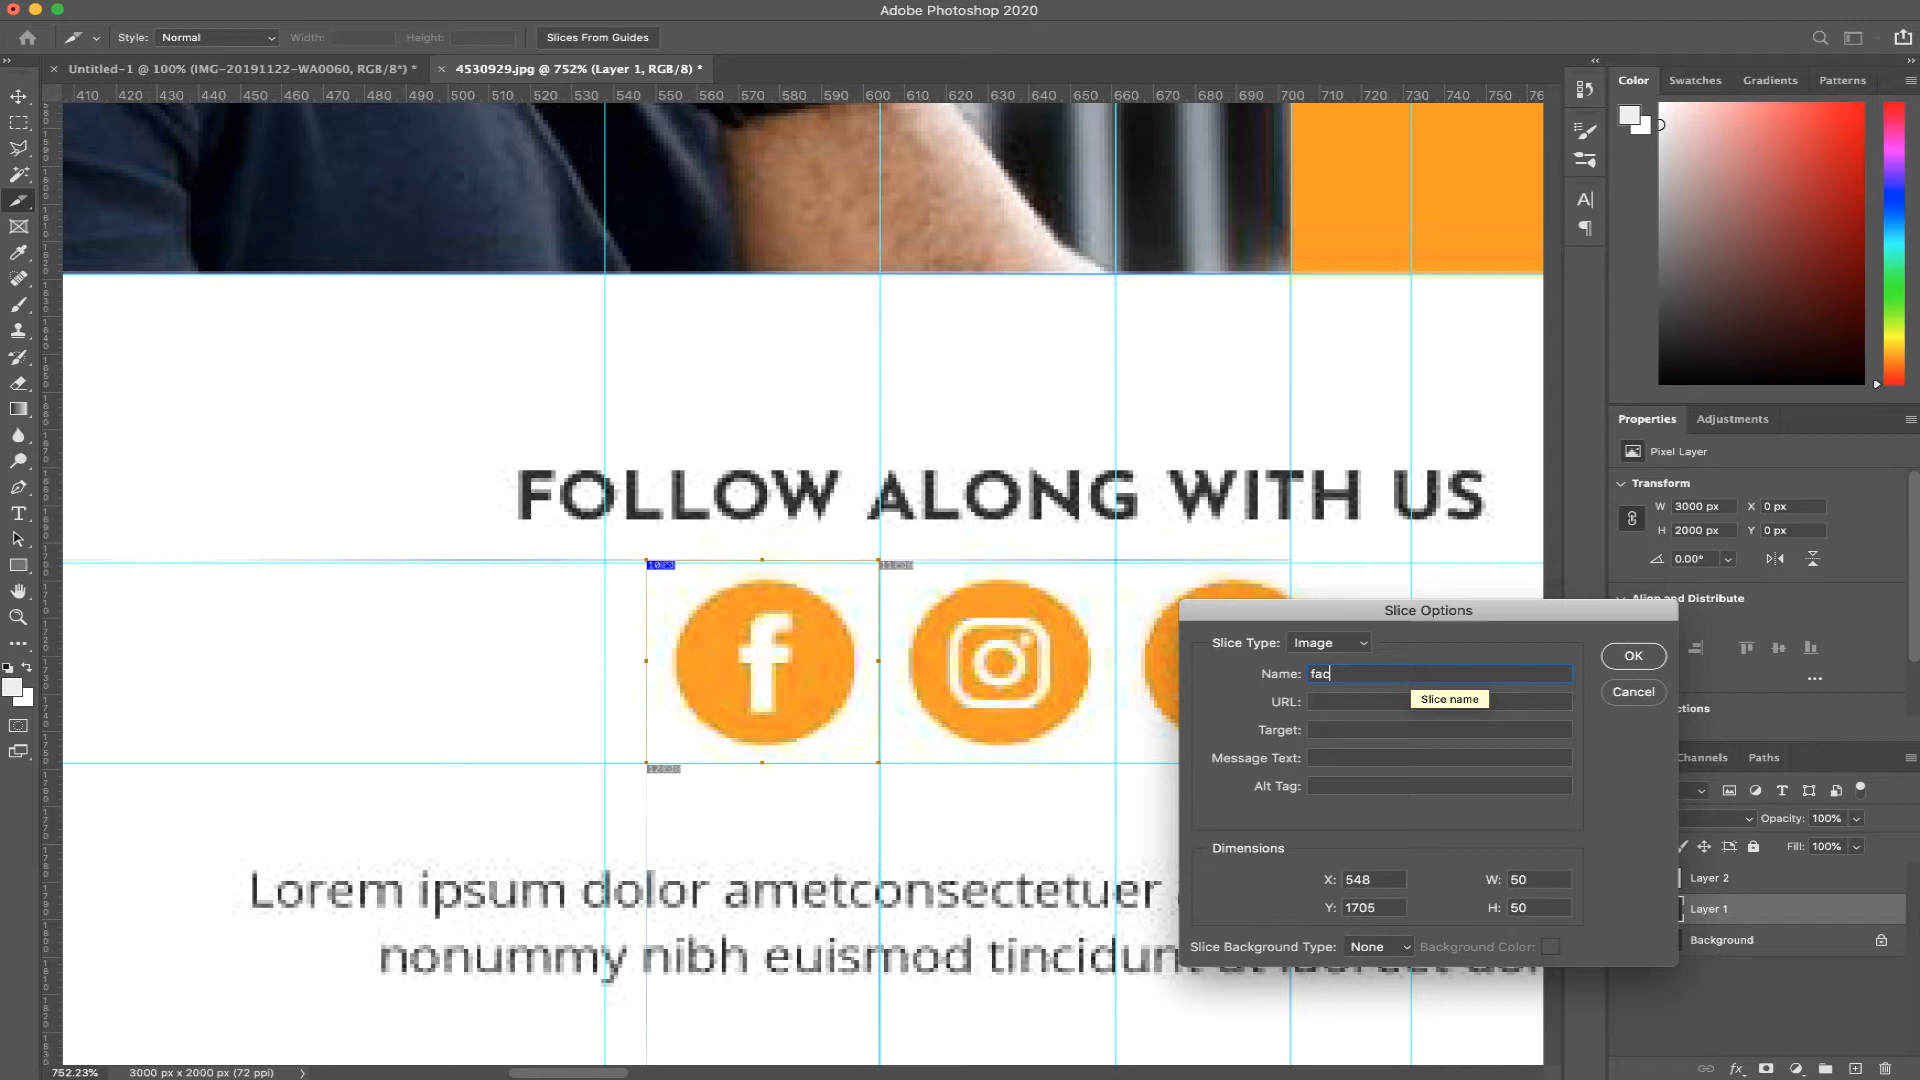 Adobe Photoshop 2020
Style: Normal Width: Height: Slices From Guides
Untitled-1 @ 100% (IMG-20191122-WA0060, RGB/8*) *
4530929.jpg @ 752% (Layer 1, RGB/8) *
410 420 430 440 450 460 470 480 490 500 510 520 530 540 550 560 570 580 590 600 610 620 630 640 650 660 670 680 690 700 710 720 730 740 750 76
Color Swatches Gradients Patterns
Properties Adjustments
Pixel Layer
Transform
W 3000 px X 0 px
H 2000 px Y 0 px
0.00°
Align and Distribute
FOLLOW ALONG WITH US
Slice Options
Slice Type: Image
Name: fac
Slice name
URL:
Target:
Message Text:
Alt Tag:
OK
Cancel
Dimensions
X: 548 W: 50
Y: 1705 H: 50
Slice Background Type: None Background Color:
ctions
Channels Paths
Opacity: 100%
Fill: 100%
Layer 2
Layer 1
Background
Lorem ipsum dolor ametconsectetuer
nonummy nibh euismod tincidunt
752.23% 3000 px x 2000 px (72 ppi)